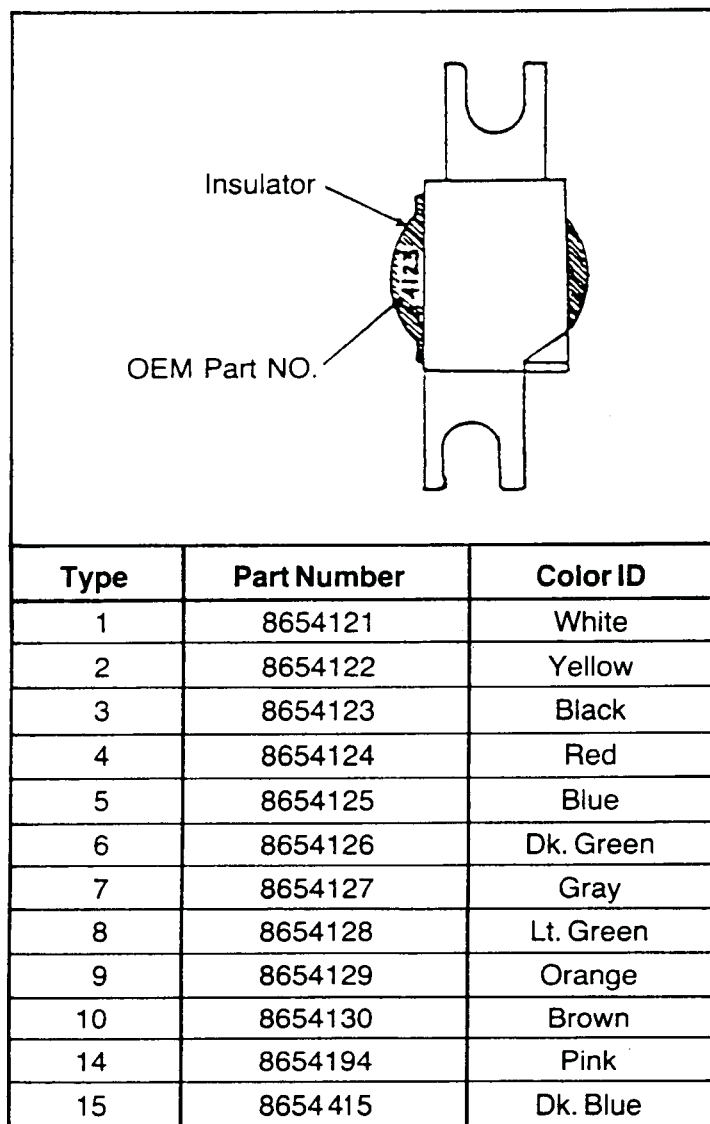 Insulator
4123
OEM Part NO.
Type Part Number Color ID
1 8654121 White
2 8654122 Yellow
3 8654123 Black
4 8654124 Red
5 8654125 Blue
6 8654126 Dk. Green
7 8654127 Gray
8 8654128 Lt. Green
9 8654129 Orange
10 8654130 Brown
14 8654194 Pink
15 8654415 Dk. Blue